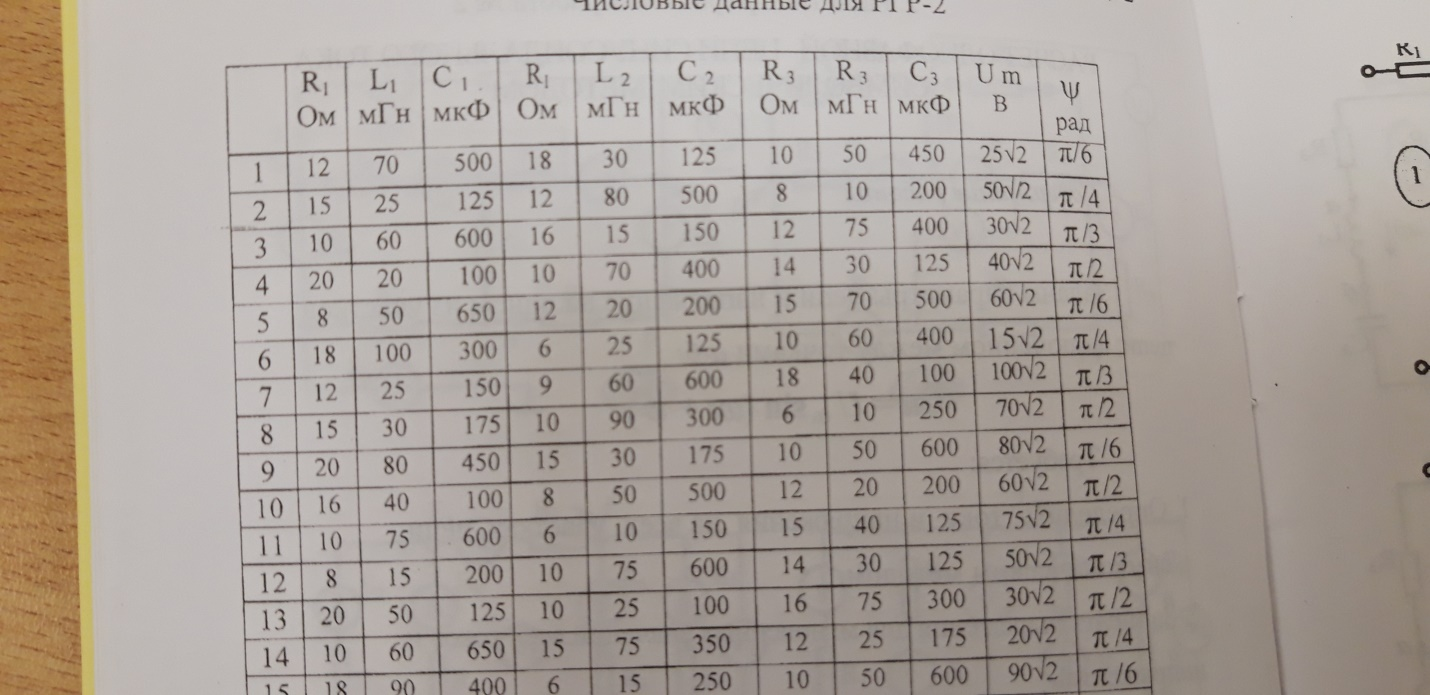 Числовые данные для РГР-2
R₁ L₁ C₁ R₁ L₂ C₂ R₃ R₃ C₃ U m ψ
Ом мГн мкФ Ом мГн мкФ Ом мГн мкФ В рад
1 12 70 500 18 30 125 10 50 450 25√2 π/6
2 15 25 125 12 80 500 8 10 200 50√2 π/4
3 10 60 600 16 15 150 12 75 400 30√2 π/3
4 20 20 100 10 70 400 14 30 125 40√2 π/2
5 8 50 650 12 20 200 15 70 500 60√2 π/6
6 18 100 300 6 25 125 10 60 400 15√2 π/4
7 12 25 150 9 60 600 18 40 100 100√2 π/3
8 15 30 175 10 90 300 6 10 250 70√2 π/2
9 20 80 450 15 30 175 10 50 600 80√2 π/6
10 16 40 100 8 50 500 12 20 200 60√2 π/2
11 10 75 600 6 10 150 15 40 125 75√2 π/4
12 8 15 200 10 75 600 14 30 125 50√2 π/3
13 20 50 125 10 25 100 16 75 300 30√2 π/2
14 10 60 650 15 75 350 12 25 175 20√2 π/4
15 18 90 400 6 15 250 10 50 600 90√2 π/6
R₁
1